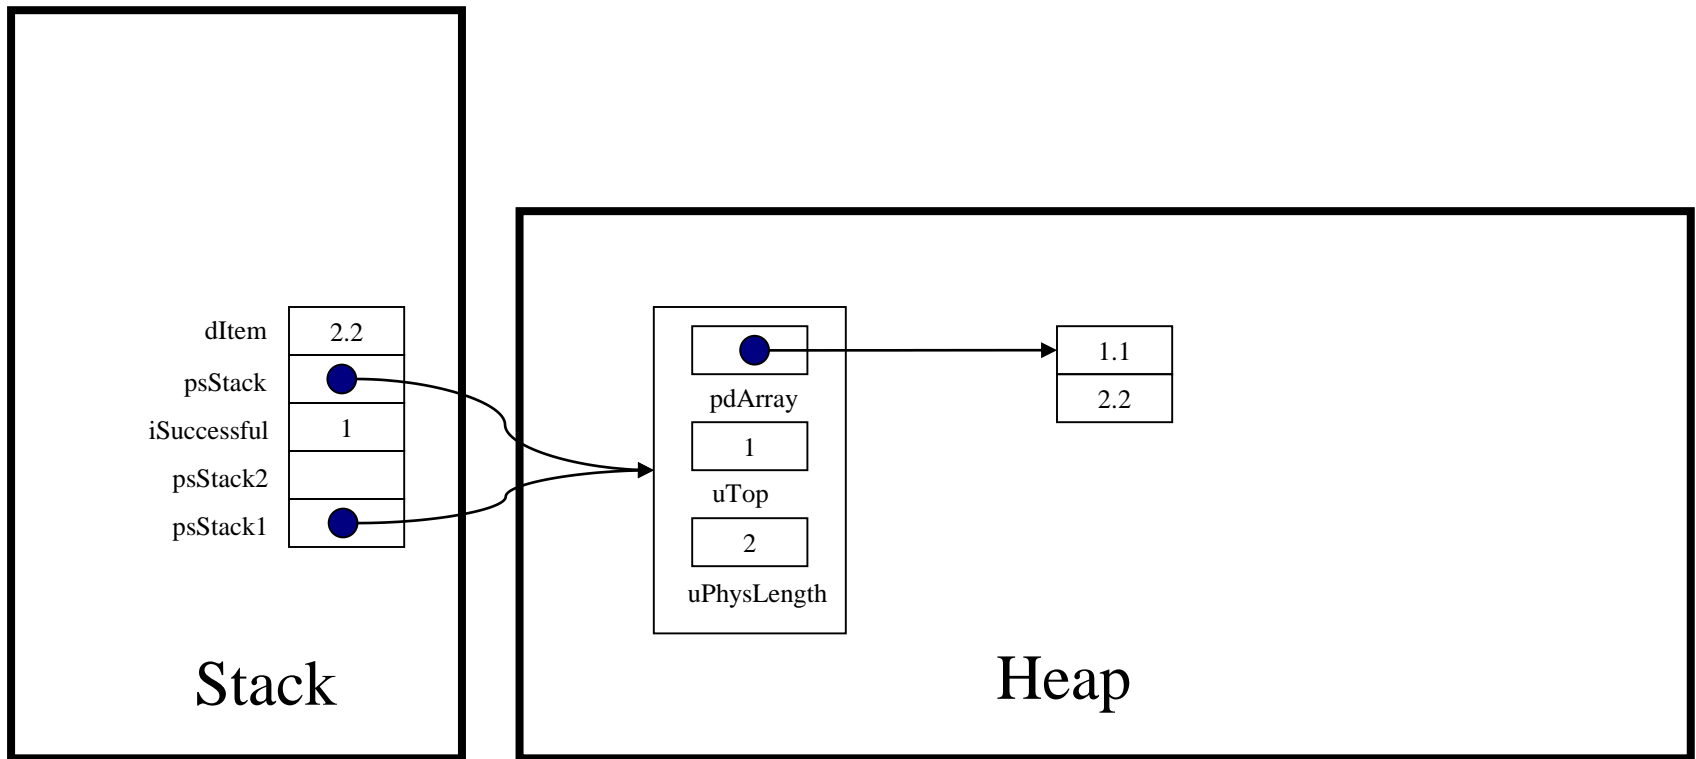 dItem 2.2
psStack
iSuccessful 1
psStack2
psStack1
Stack
pdArray
1
uTop
2
uPhysLength
1.1
2.2
Heap